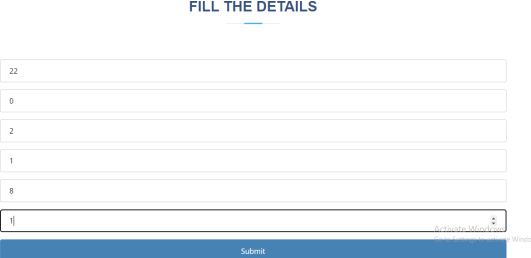 FILL THE DETAILS
22
0
2
1
8
1
Activate Windows
Submit